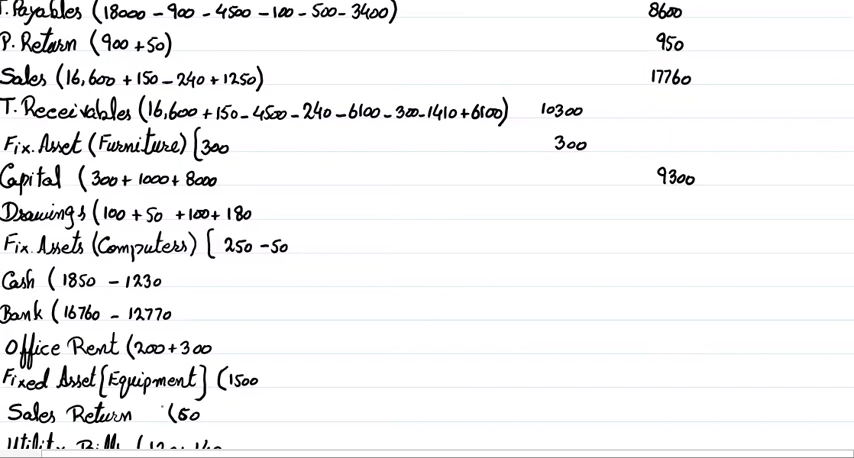 T. Payables (18000 - 900 - 4500 - 100 - 500 - 3400) 8600
P. Return (900 + 50) 950
Sales (16,600 + 150 - 240 + 1250) 17760
T. Receivables (16,600 + 150 - 4500 - 240 - 6100 - 300 - 1410 + 6100) 10300
Fix. Asset (Furniture) [300 300
Capital (300 + 1000 + 8000 9300
Drawings (100 + 50 + 100 + 180
Fix. Assets (Computers) [ 250 - 50
Cash (1850 - 1230
Bank (16760 - 12770
Office Rent (200 + 300
Fixed Asset [Equipment] (1500
Sales Return (50
Utility Bills (